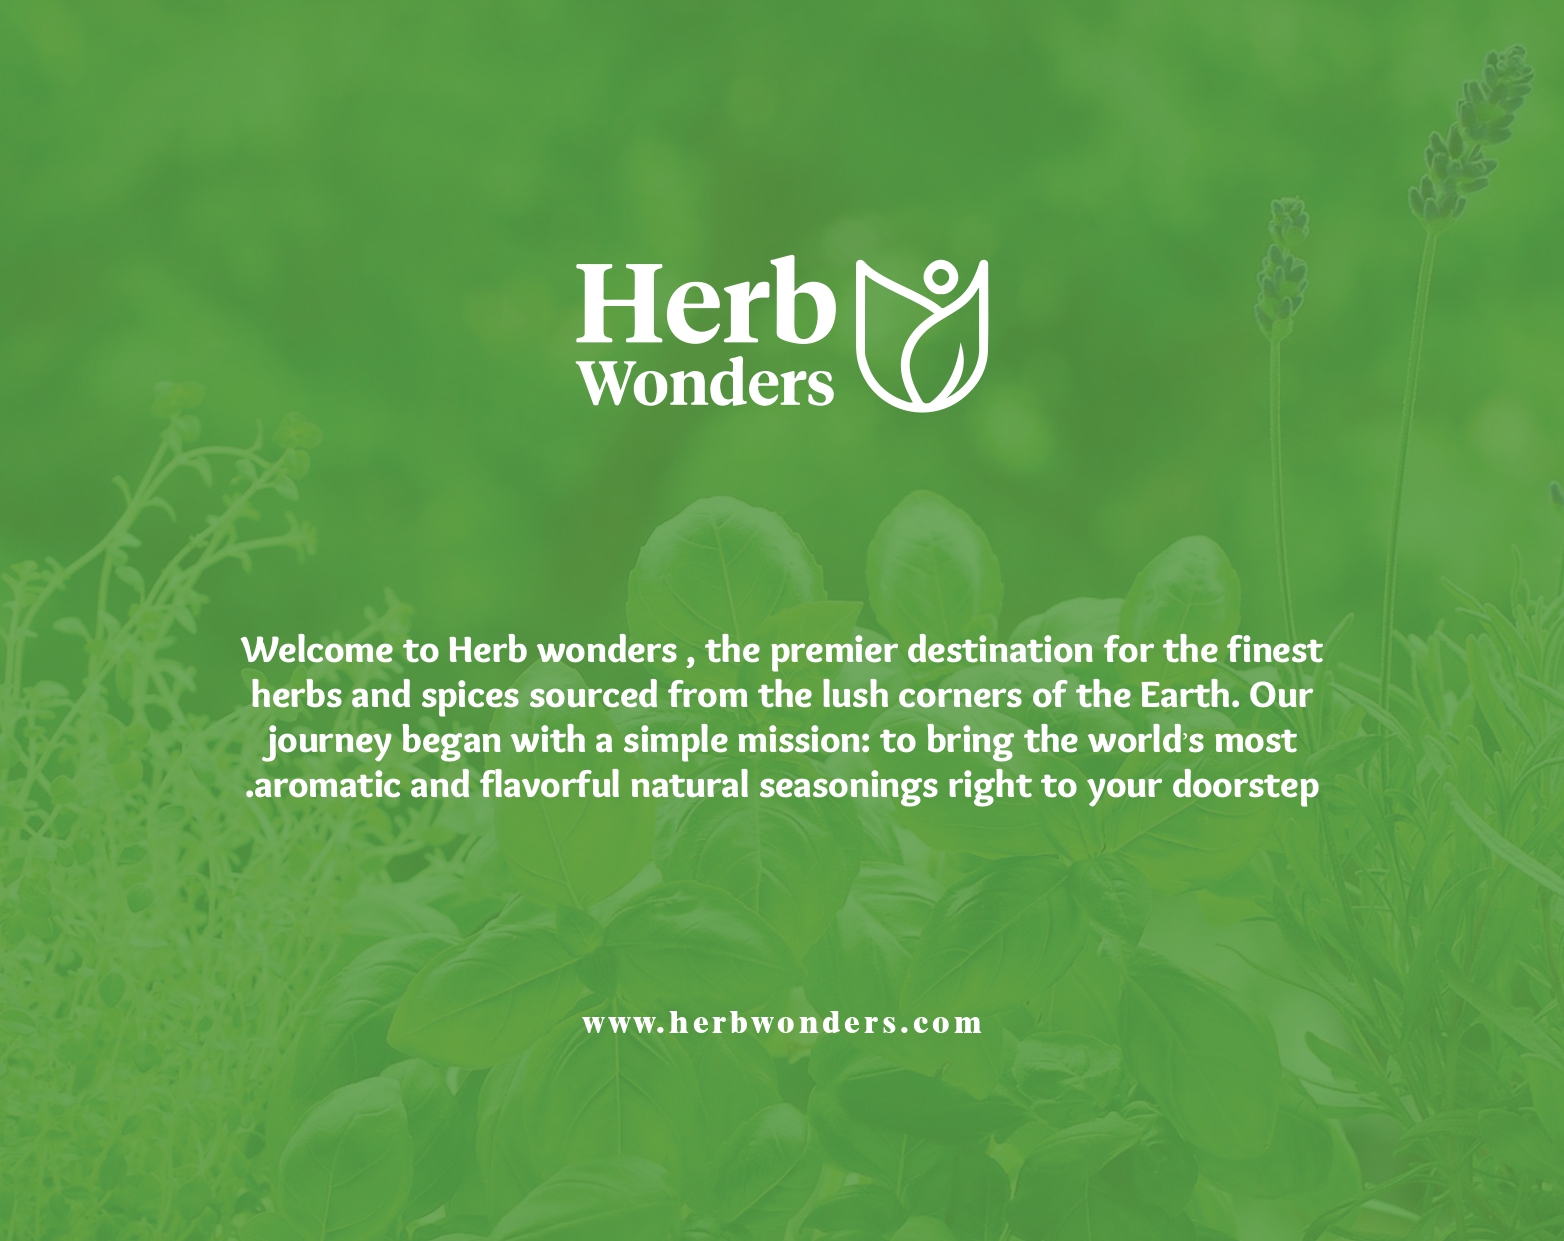 Herb
Wonders
Welcome to Herb wonders , the premier destination for the finest
herbs and spices sourced from the lush corners of the Earth. Our
journey began with a simple mission: to bring the world's most
.aromatic and flavorful natural seasonings right to your doorstep
www.herbwonders.com